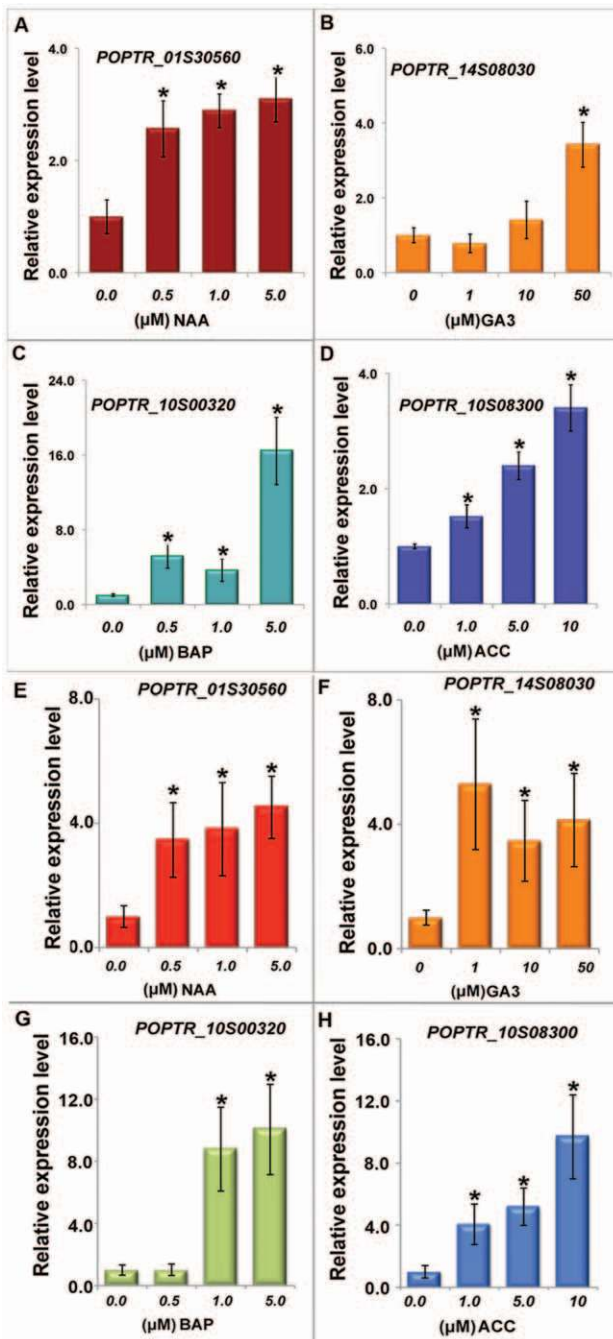 A
POPTR_01S30560
Relative expression level
4.0
2.0
0.0
* * *
0.0 0.5 1.0 5.0
(µM) NAA
B
POPTR_14S08030
Relative expression level
6.0
4.0
2.0
0.0
*
0 1 10 50
(µM)GA3
C
POPTR_10S00320
Relative expression level
24.0
16.0
8.0
0.0
* * *
0.0 0.5 1.0 5.0
(µM) BAP
D
POPTR_10S08300
Relative expression level
4.0
2.0
0.0
* * *
0.0 1.0 5.0 10
(µM) ACC
E
POPTR_01S30560
Relative expression level
8.0
4.0
0.0
* * *
0.0 0.5 1.0 5.0
(µM) NAA
F
POPTR_14S08030
Relative expression level
8.0
4.0
0.0
* * *
0 1 10 50
(µM)GA3
G
POPTR_10S00320
Relative expression level
16.0
12.0
8.0
4.0
0.0
* *
0.0 0.5 1.0 5.0
(µM) BAP
H
POPTR_10S08300
Relative expression level
16.0
12.0
8.0
4.0
0.0
* * *
0.0 1.0 5.0 10
(µM) ACC